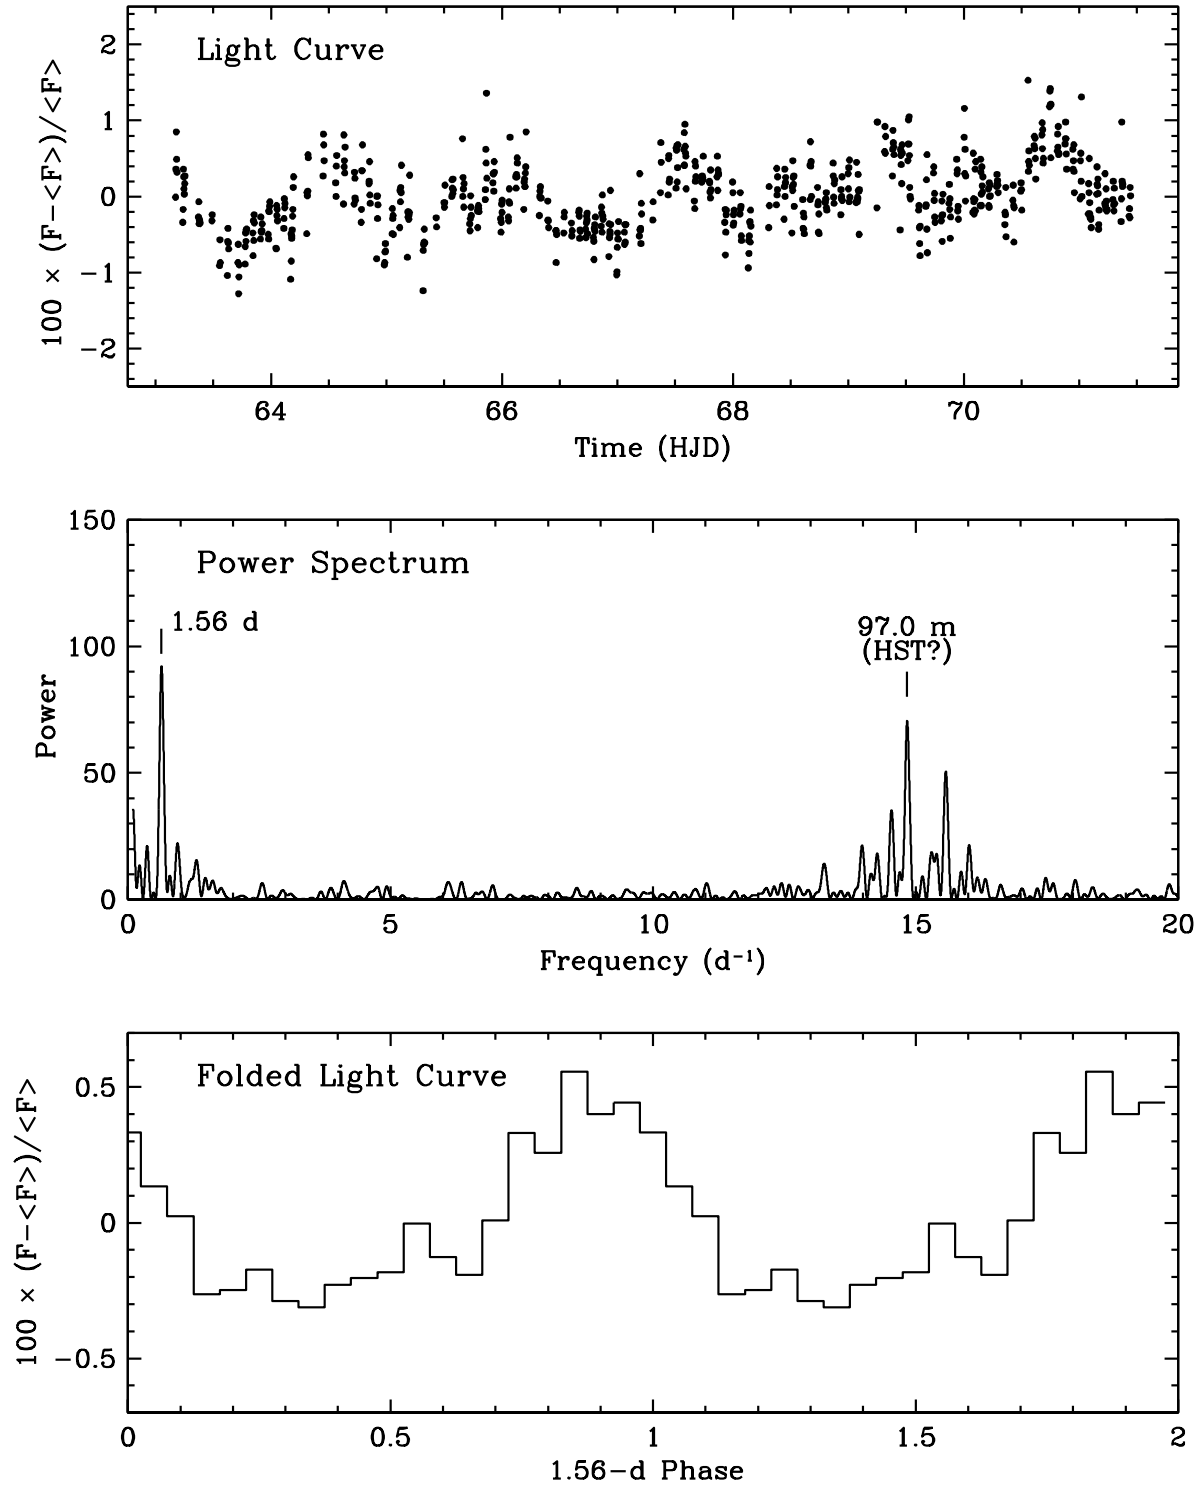 Light Curve
100 × (F−<F>)/<F>
2
1
0
−1
−2
64 66 68 70
Time (HJD)
Power Spectrum
1.56 d
97.0 m
(HST?)
Power
150
100
50
0
0 5 10 15 20
Frequency (d⁻¹)
Folded Light Curve
100 × (F−<F>)/<F>
0.5
0
−0.5
0 0.5 1 1.5 2
1.56−d Phase